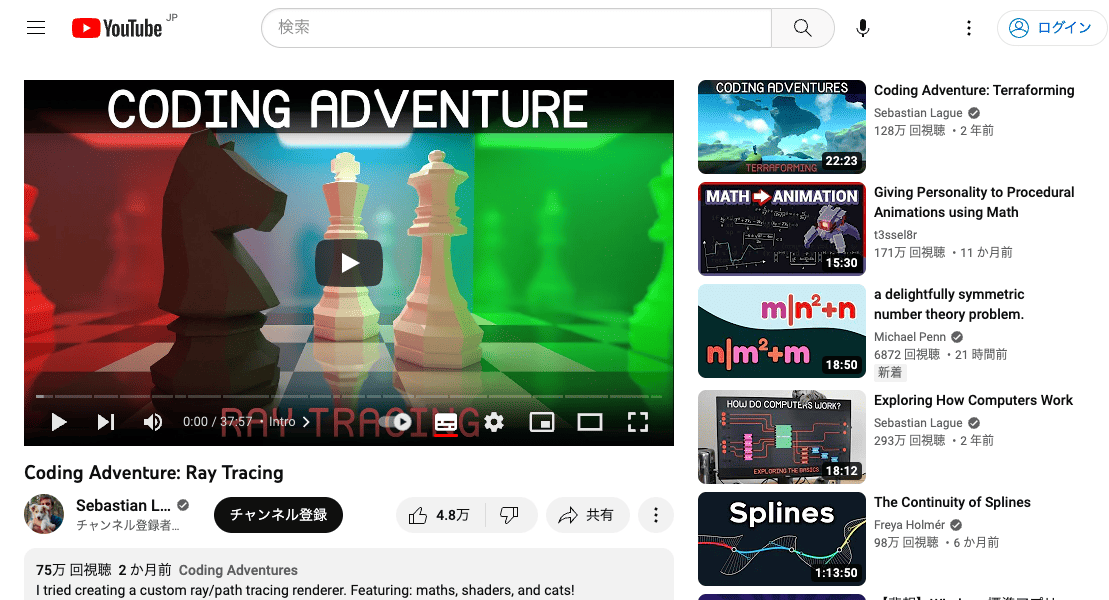 YouTube JP
検索
ログイン
CODING ADVENTURE
RAY TRACING
0:00 / 37:57 • Intro
Coding Adventure: Ray Tracing
Sebastian L...
チャンネル登録者...
チャンネル登録
4.8万
共有
75万 回視聴 2 か月前 Coding Adventures
I tried creating a custom ray/path tracing renderer. Featuring: maths, shaders, and cats!
CODING ADVENTURES
TERRAFORMING
22:23
Coding Adventure: Terraforming
Sebastian Lague
128万 回視聴 ・2 年前
MATH ANIMATION
15:30
Giving Personality to Procedural
Animations using Math
t3ssel8r
171万 回視聴 ・11 か月前
m|n²+n
n|m²+m
18:50
a delightfully symmetric
number theory problem.
Michael Penn
6872 回視聴 ・21 時間前
新着
HOW DO COMPUTERS WORK?
EXPLORING THE BASICS
18:12
Exploring How Computers Work
Sebastian Lague
293万 回視聴 ・2 年前
Splines
1:13:50
The Continuity of Splines
Freya Holmér
98万 回視聴 ・6 か月前